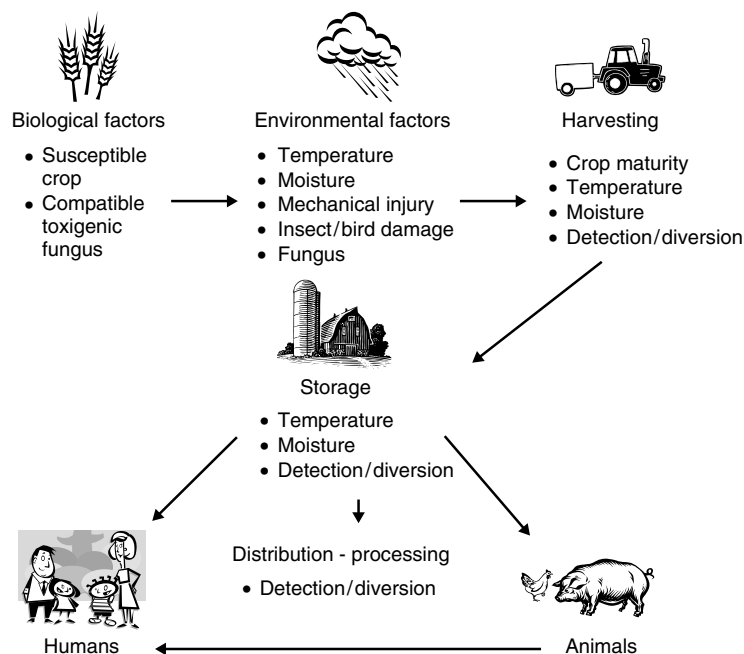 Biological factors
• Susceptible
crop
• Compatible
toxigenic
fungus
Environmental factors
• Temperature
• Moisture
• Mechanical injury
• Insect/bird damage
• Fungus
Harvesting
• Crop maturity
• Temperature
• Moisture
• Detection/diversion
Storage
• Temperature
• Moisture
• Detection/diversion
Distribution - processing
• Detection/diversion
Humans
Animals